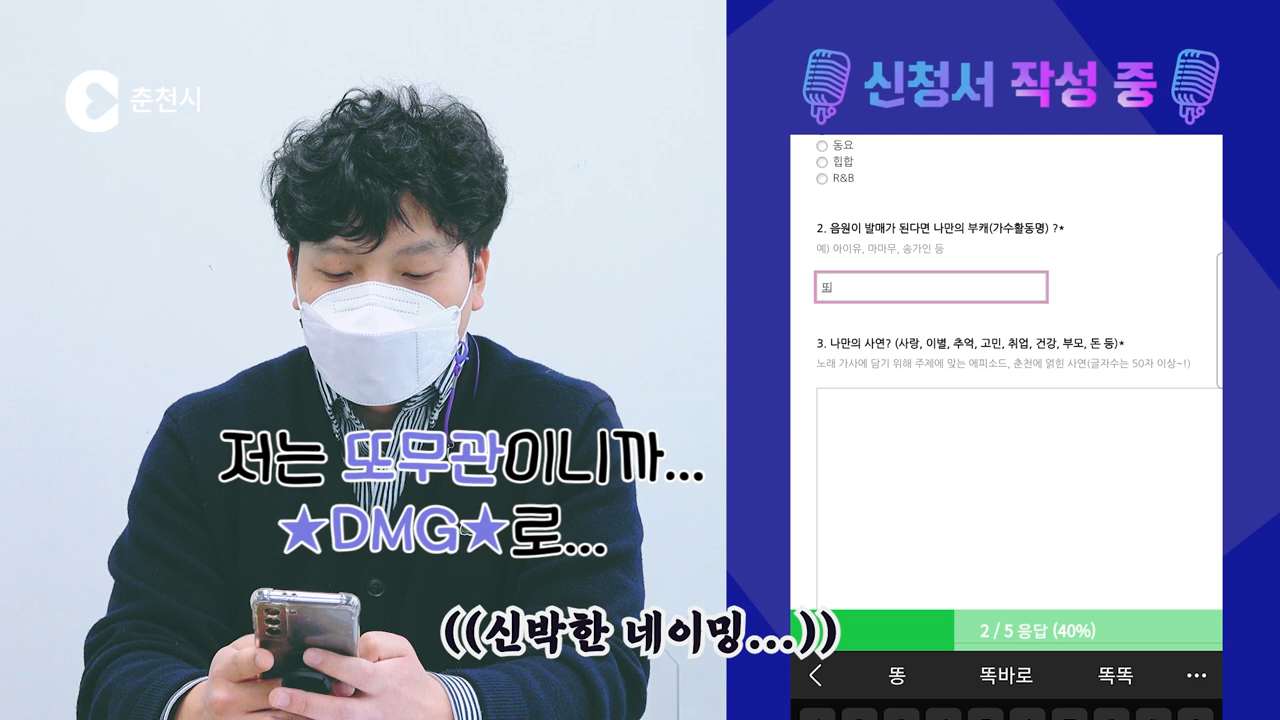 춘천시
저는 또무관이니까...
★DMG★로...
((신박한 네이밍...))
신청서 작성 중
동요
힙합
R&B
2. 음원이 발매가 된다면 나만의 부캐(가수활동명) ?*
예) 아이유, 마마무, 송가인 등
또
3. 나만의 사연? (사랑, 이별, 추억, 고민, 취업, 건강, 부모, 돈 등)*
노래 가사에 담기 위해 주제에 맞는 에피소드, 춘천에 얽힌 사연(글자수는 50자 이상~!)
2 / 5 응답 (40%)
똥 똑바로 똑똑